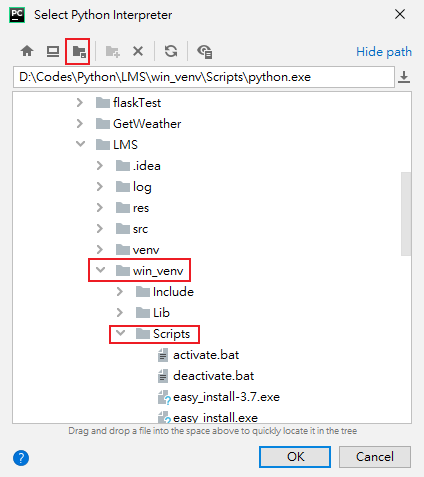 PC
Select Python Interpreter
Hide path
D:\Codes\Python\LMS\win_venv\Scripts\python.exe
flaskTest
GetWeather
LMS
.idea
log
res
src
venv
win_venv
Include
Lib
Scripts
activate.bat
deactivate.bat
easy_install-3.7.exe
easy_install.exe
Drag and drop a file into the space above to quickly locate it in the tree
?
OK
Cancel